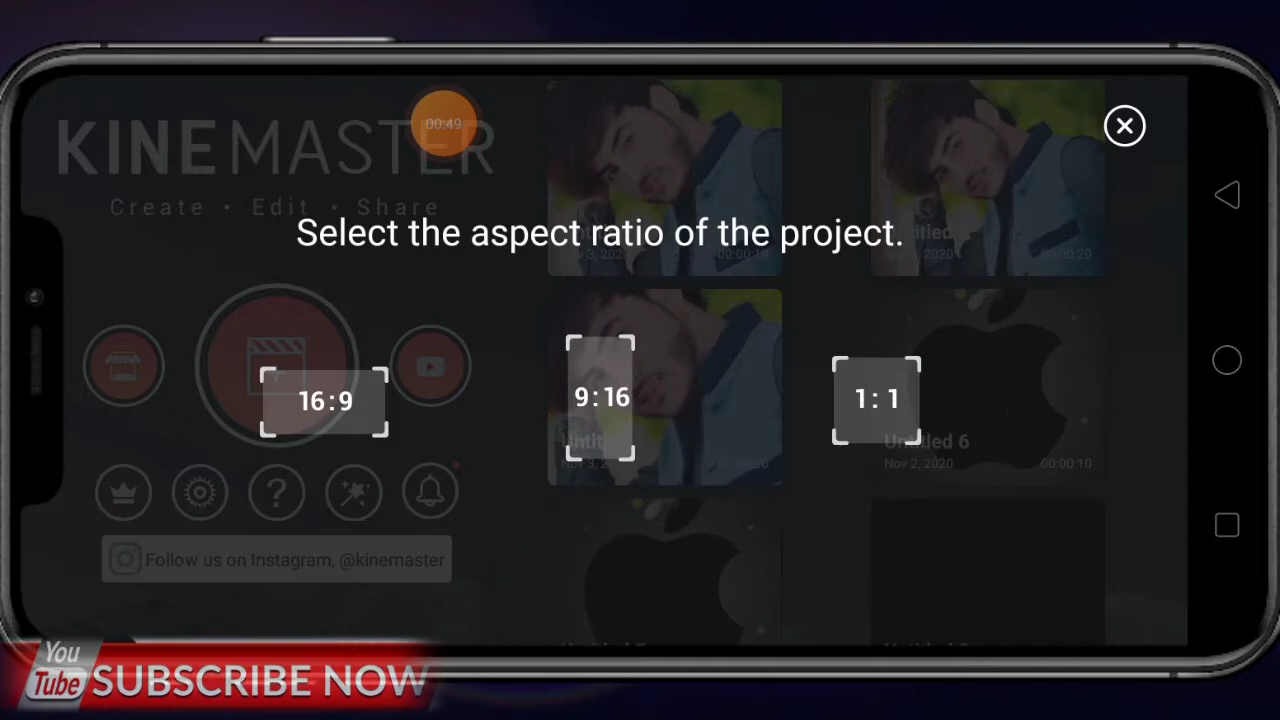 00:49
KINEMASTER
Create • Edit • Share
Select the aspect ratio of the project.
16:9
9:16
1:1
Untitled 6
Nov 2, 2020
00:00:10
Follow us on Instagram, @kinemaster
You
Tube
SUBSCRIBE NOW